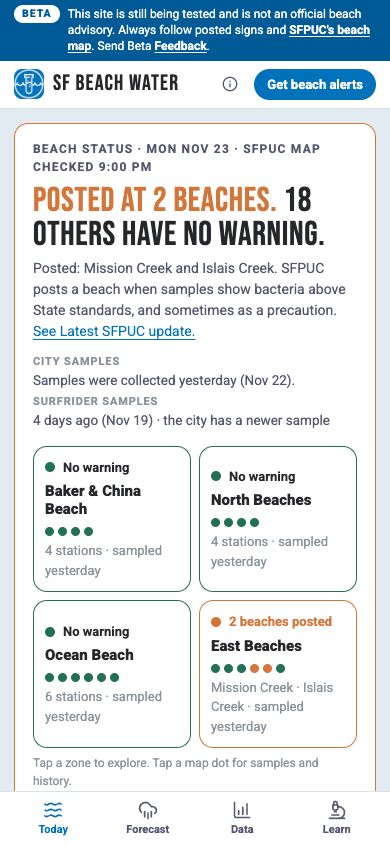 BETA
This site is still being tested and is not an official beach
advisory. Always follow posted signs and SFPUC's beach
map. Send Beta Feedback.
SF BEACH WATER
Get beach alerts
BEACH STATUS · MON NOV 23 · SFPUC MAP
CHECKED 9:00 PM
POSTED AT 2 BEACHES. 18
OTHERS HAVE NO WARNING.
Posted: Mission Creek and Islais Creek. SFPUC
posts a beach when samples show bacteria above
State standards, and sometimes as a precaution.
See Latest SFPUC update.
CITY SAMPLES
Samples were collected yesterday (Nov 22).
SURFRIDER SAMPLES
4 days ago (Nov 19) · the city has a newer sample
No warning
Baker & China
Beach
4 stations · sampled
yesterday
No warning
North Beaches
4 stations · sampled
yesterday
No warning
Ocean Beach
6 stations · sampled
yesterday
2 beaches posted
East Beaches
Mission Creek · Islais
Creek · sampled
yesterday
Tap a zone to explore. Tap a map dot for samples and
history.
Today
Forecast
Data
Learn